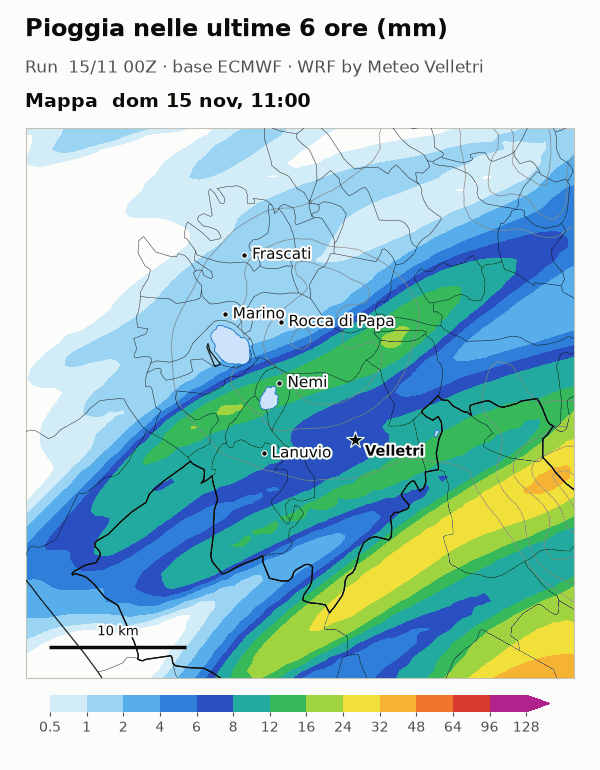 Pioggia nelle ultime 6 ore (mm)
Run  15/11 00Z · base ECMWF · WRF by Meteo Velletri
Mappa  dom 15 nov, 11:00
Frascati
Marino
Rocca di Papa
Nemi
Velletri
Lanuvio
10 km
0.5 1 2 4 6 8 12 16 24 32 48 64 96 128